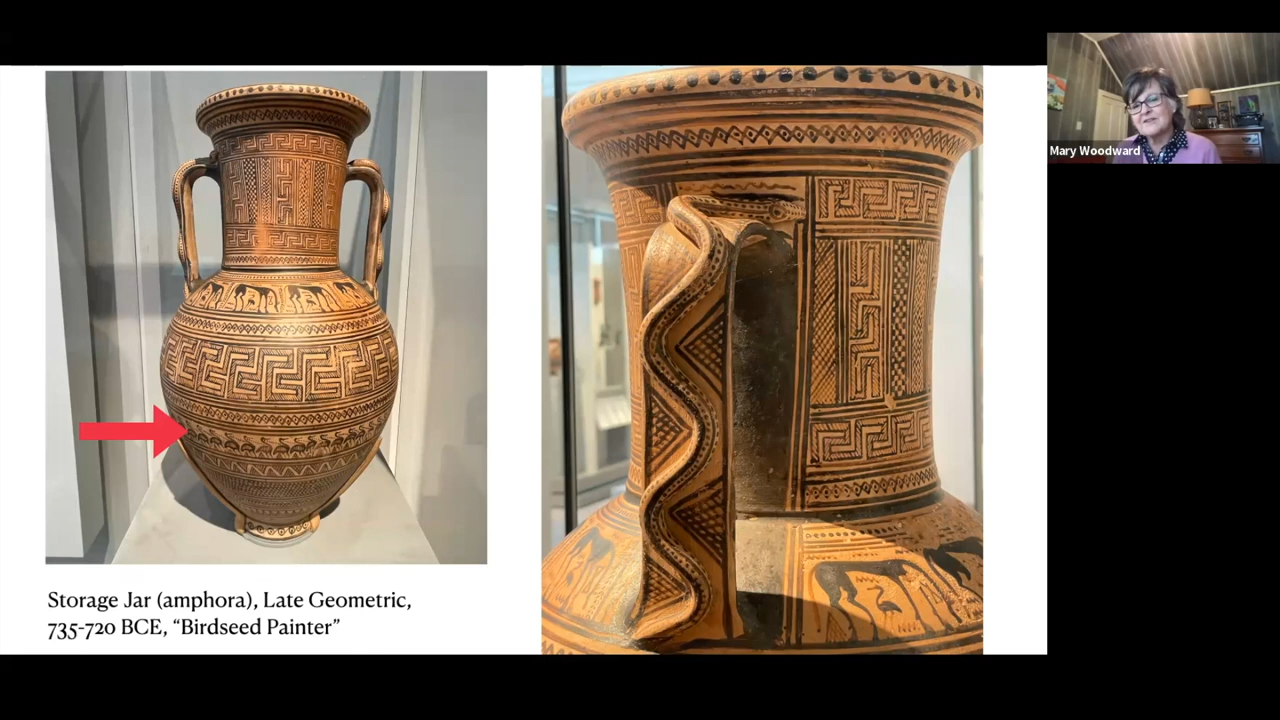 Mary Woodward
Storage Jar (amphora), Late Geometric,
735-720 BCE, “Birdseed Painter”